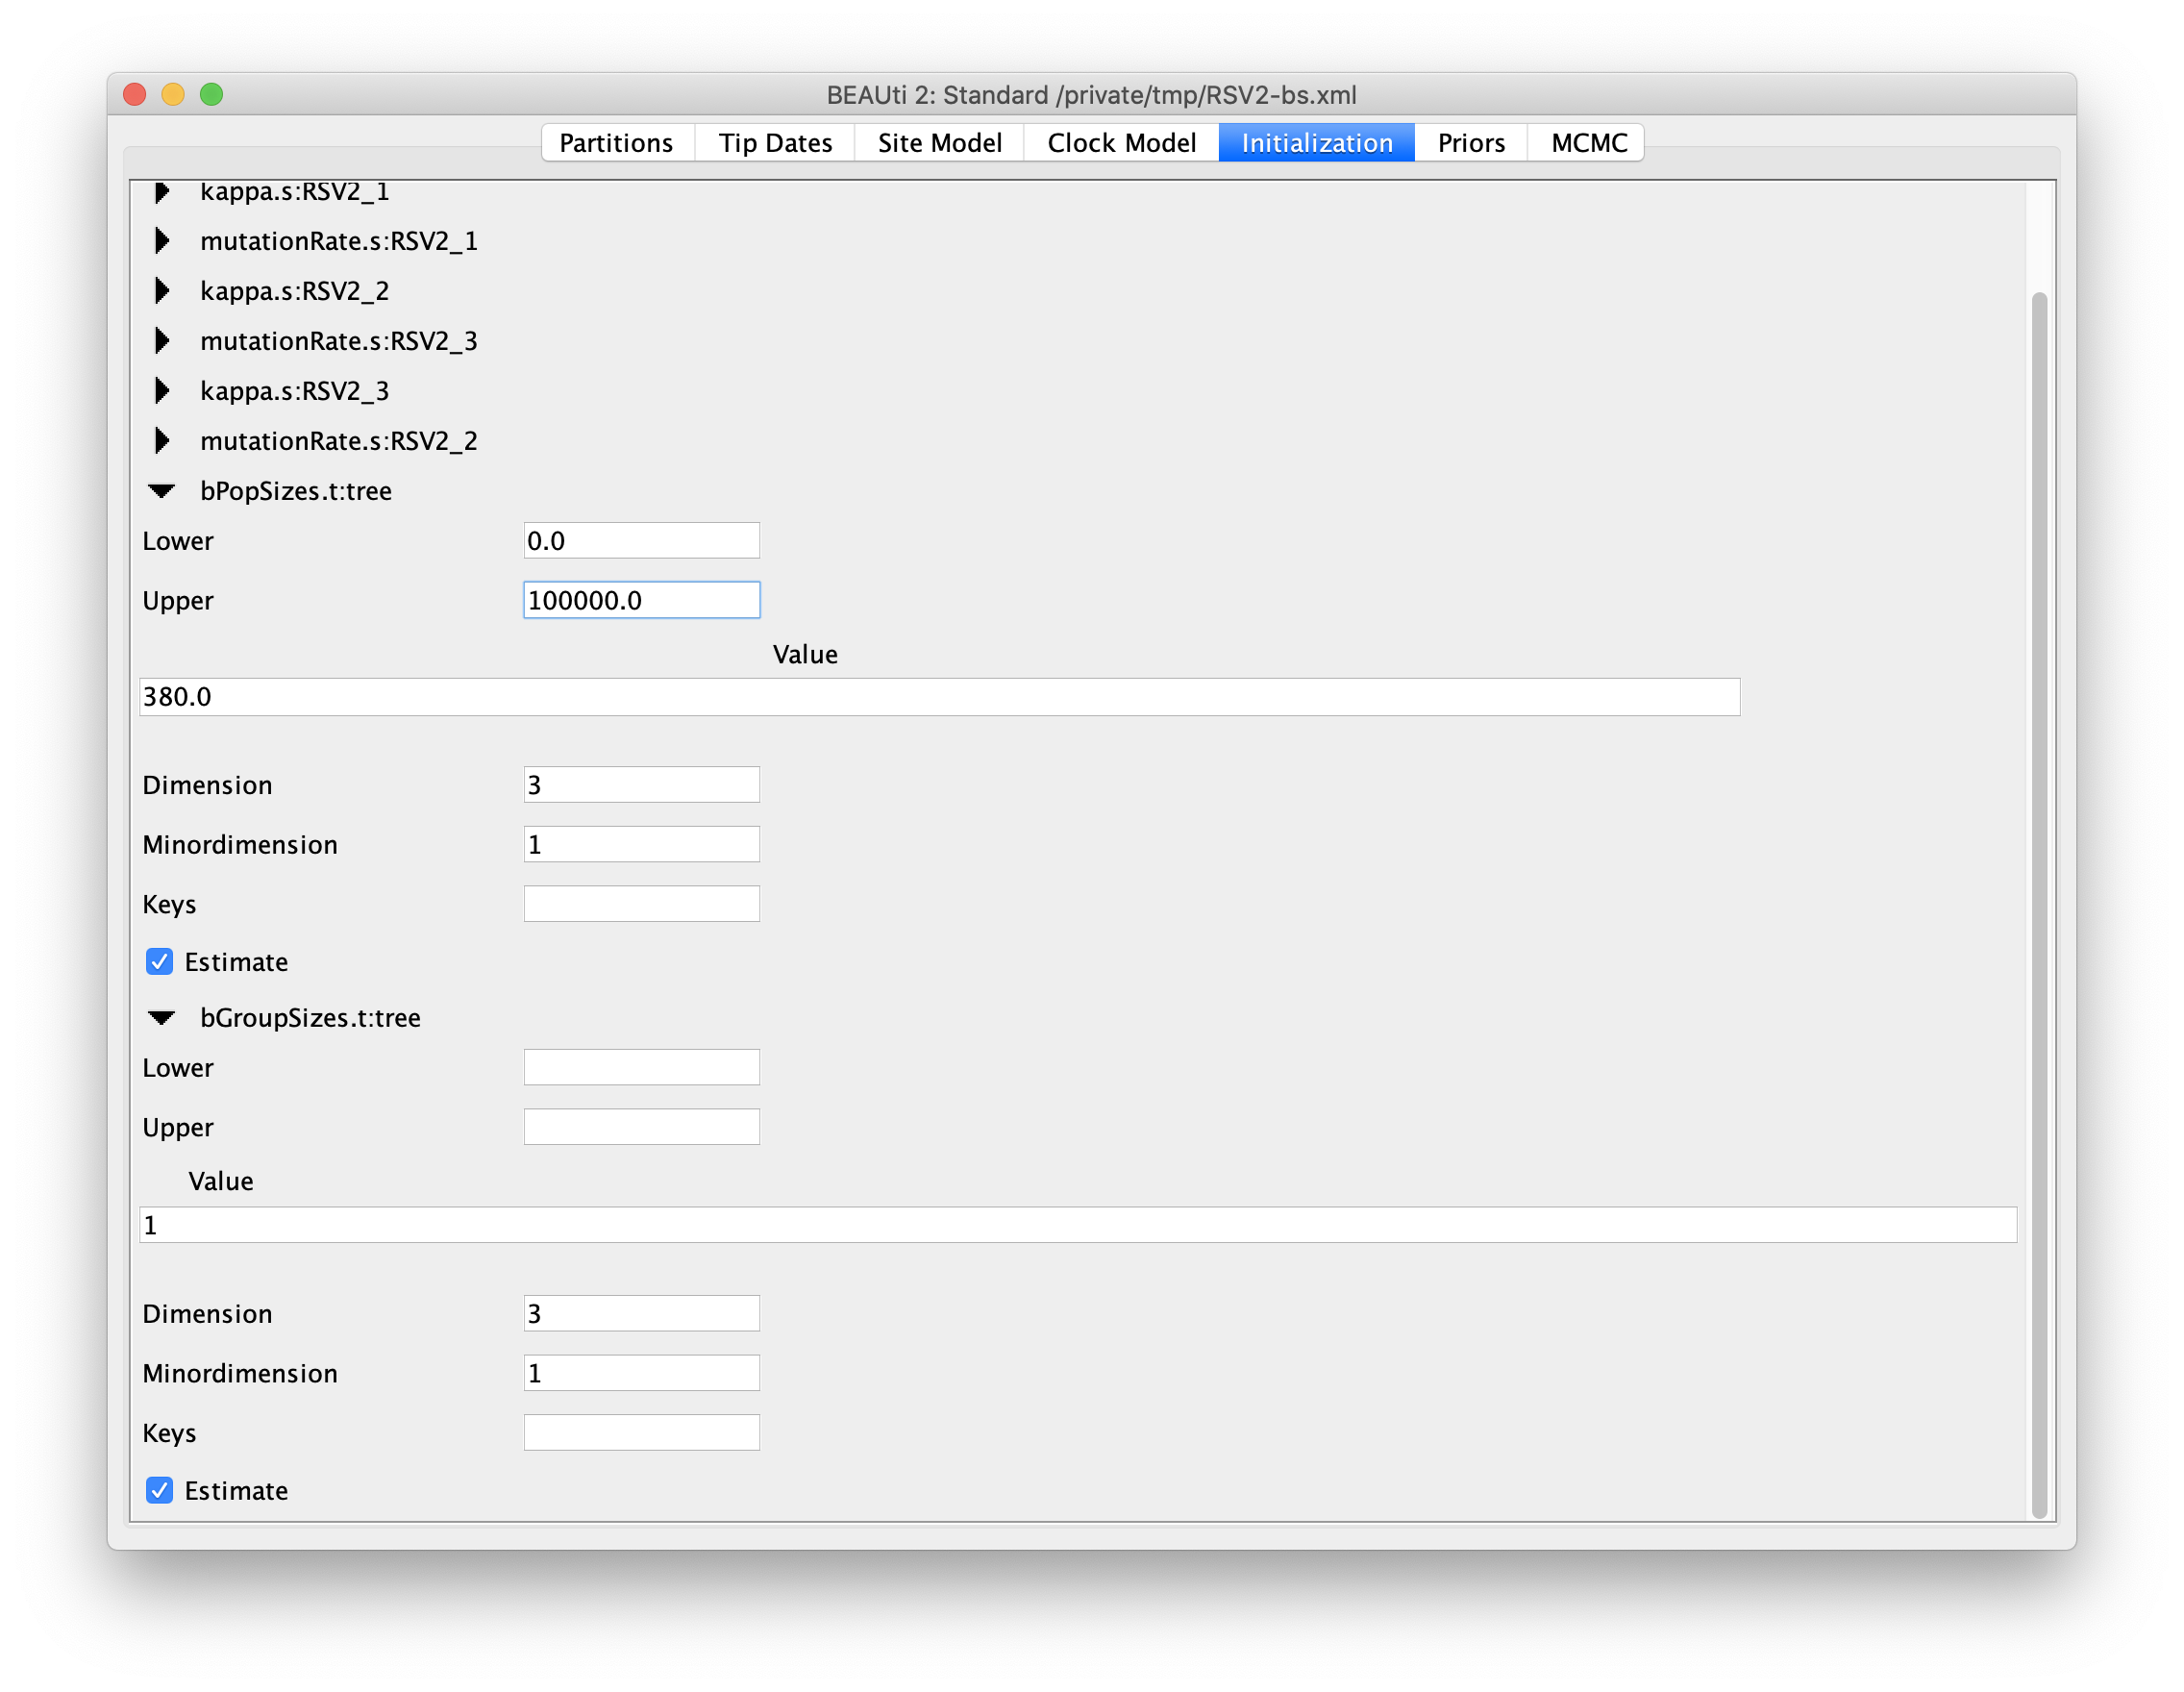 BEAUti 2: Standard /private/tmp/RSV2-bs.xml
Partitions Tip Dates Site Model Clock Model Initialization Priors MCMC
kappa.s:RSV2_1
mutationRate.s:RSV2_1
kappa.s:RSV2_2
mutationRate.s:RSV2_3
kappa.s:RSV2_3
mutationRate.s:RSV2_2
bPopSizes.t:tree
Lower 0.0
Upper 100000.0
Value
380.0
Dimension 3
Minordimension 1
Keys
Estimate
bGroupSizes.t:tree
Lower
Upper
Value
1
Dimension 3
Minordimension 1
Keys
Estimate